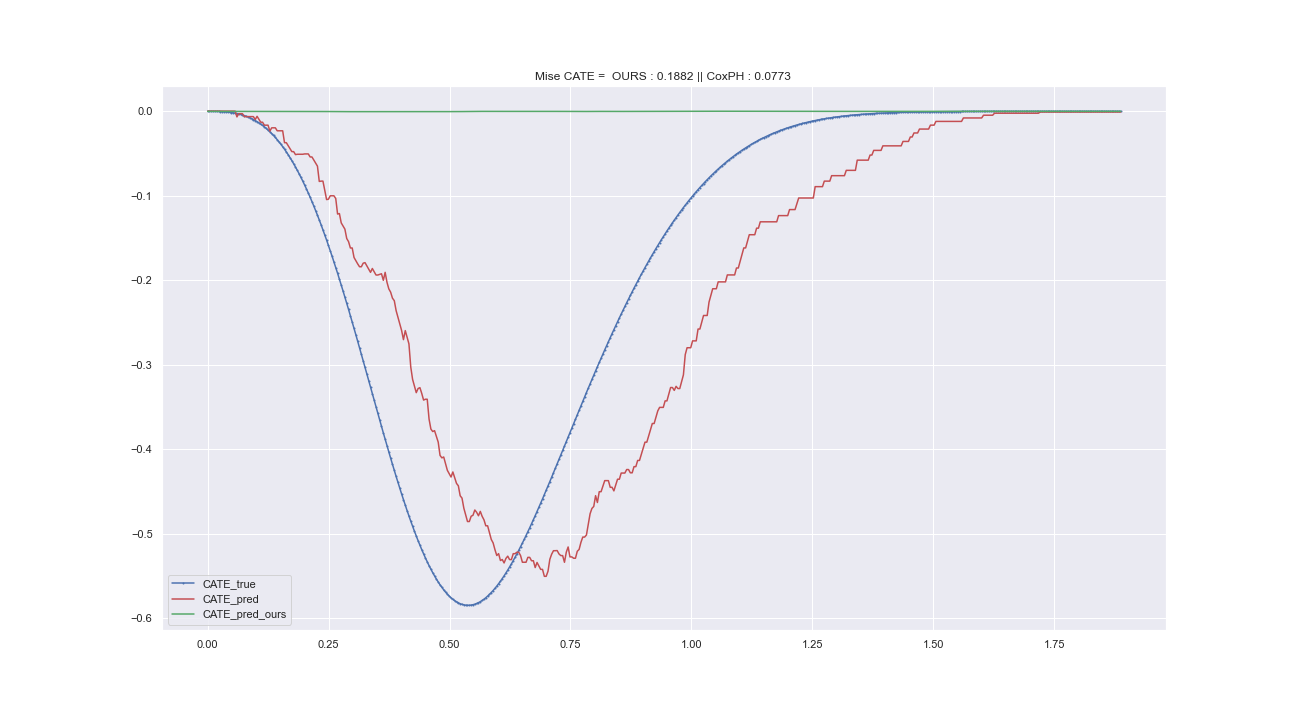 Mise CATE =  OURS : 0.1882 || CoxPH : 0.0773
0.0
−0.1
−0.2
−0.3
−0.4
−0.5
−0.6
CATE_true
CATE_pred
CATE_pred_ours
0.00 0.25 0.50 0.75 1.00 1.25 1.50 1.75